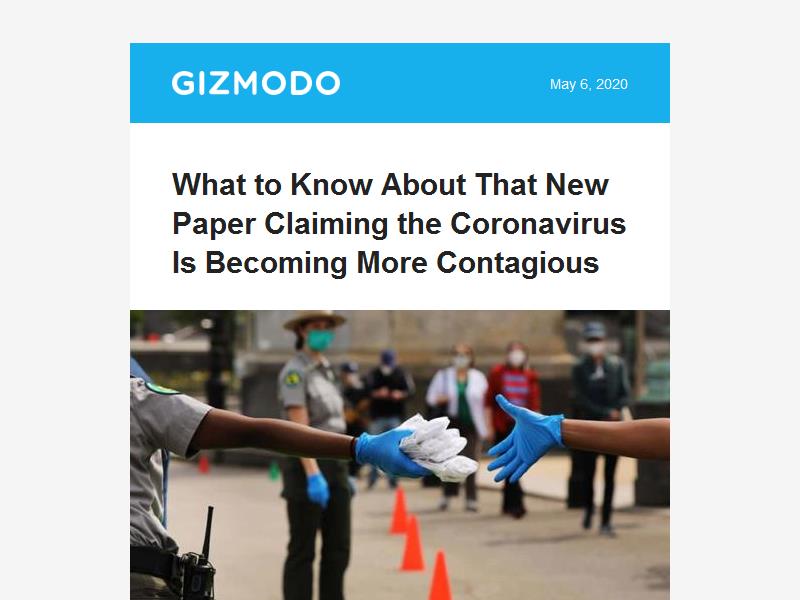 GIZMODO
May 6, 2020
What to Know About That New
Paper Claiming the Coronavirus
Is Becoming More Contagious